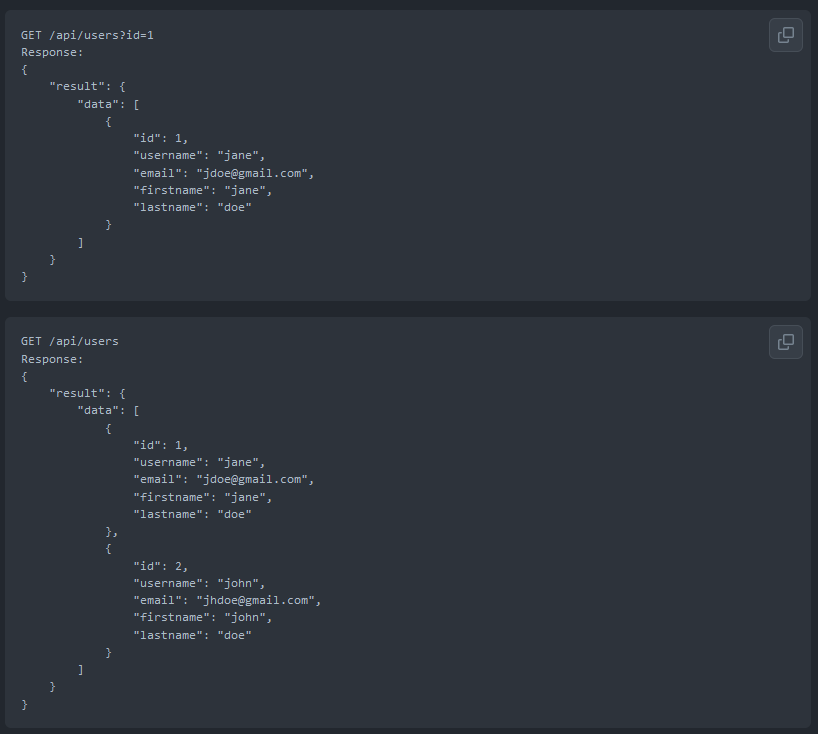 GET /api/users?id=1
Response:
{
    "result": {
        "data": [
            {
                "id": 1,
                "username": "jane",
                "email": "jdoe@gmail.com",
                "firstname": "jane",
                "lastname": "doe"
            }
        ]
    }
}
GET /api/users
Response:
{
    "result": {
        "data": [
            {
                "id": 1,
                "username": "jane",
                "email": "jdoe@gmail.com",
                "firstname": "jane",
                "lastname": "doe"
            },
            {
                "id": 2,
                "username": "john",
                "email": "jhdoe@gmail.com",
                "firstname": "john",
                "lastname": "doe"
            }
        ]
    }
}